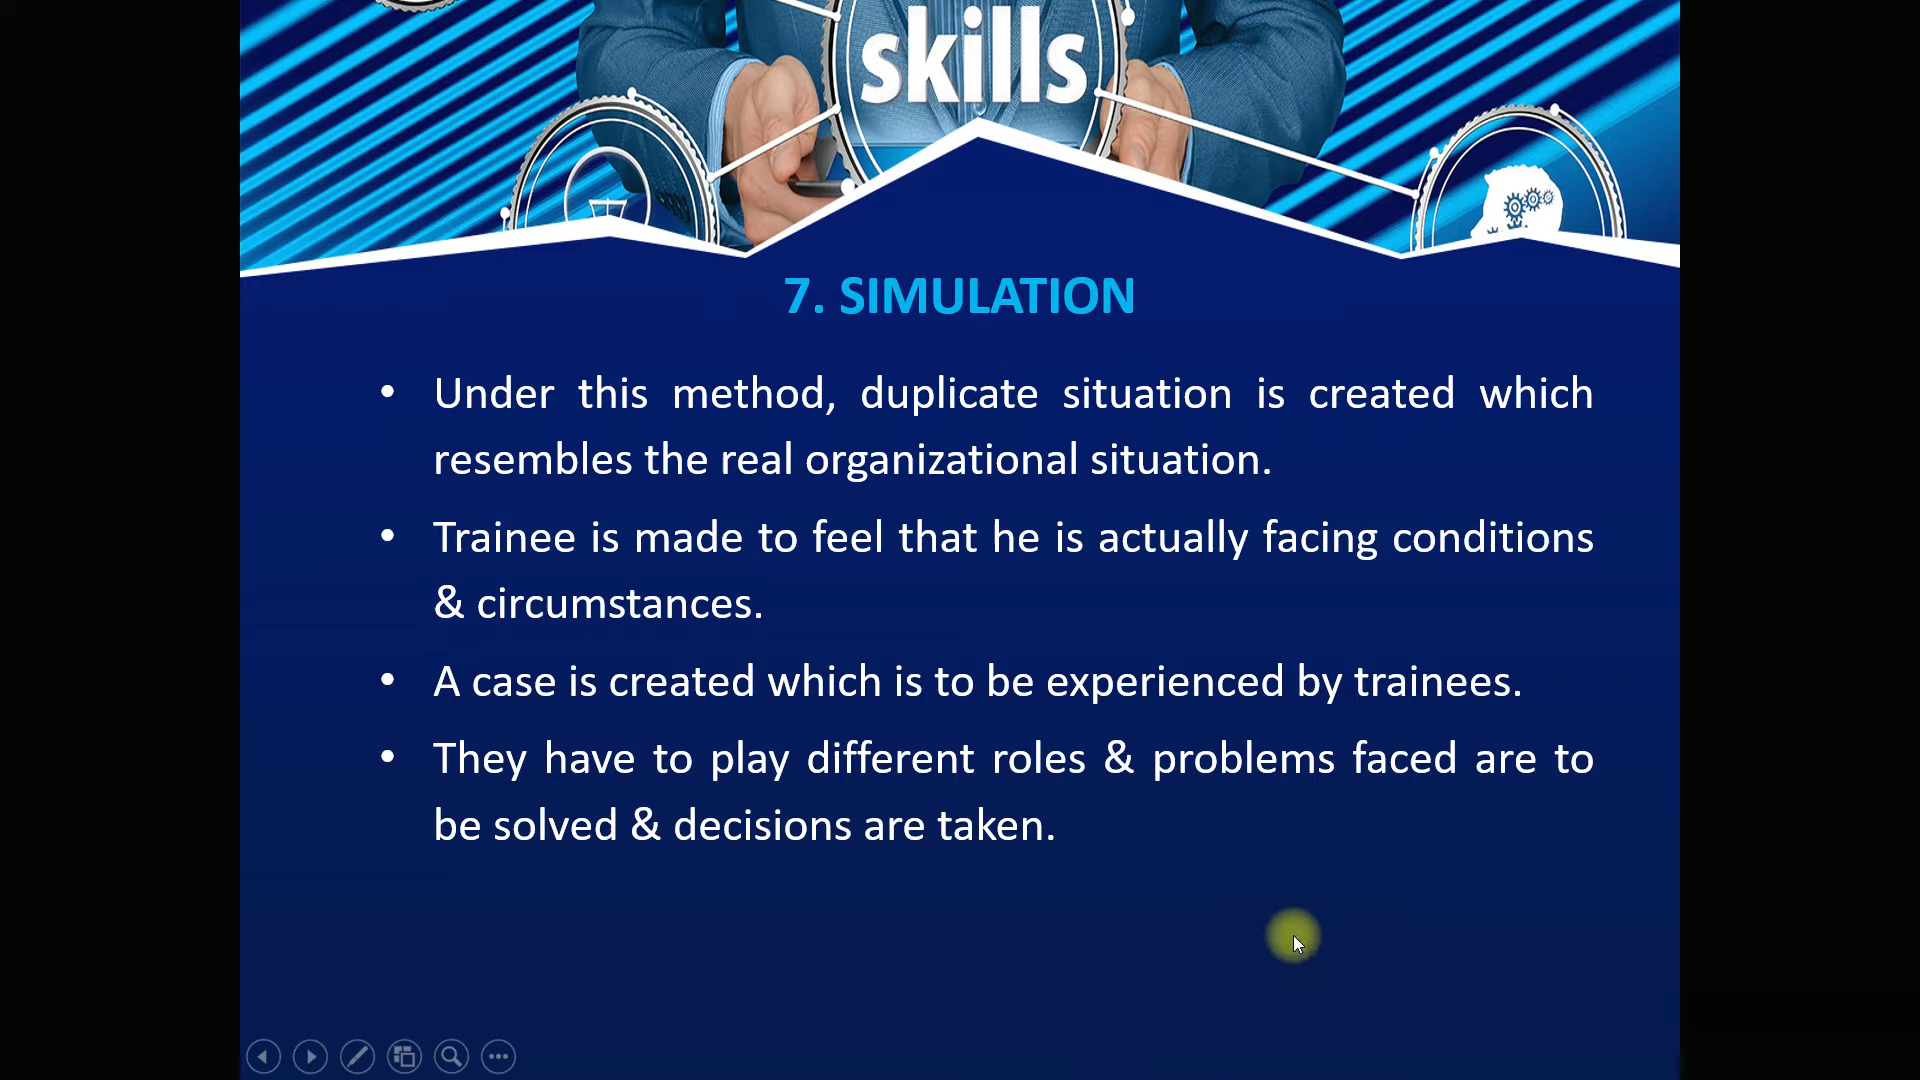 skills
7. SIMULATION
• Under this method, duplicate situation is created which
resembles the real organizational situation.
• Trainee is made to feel that he is actually facing conditions
& circumstances.
• A case is created which is to be experienced by trainees.
• They have to play different roles & problems faced are to
be solved & decisions are taken.